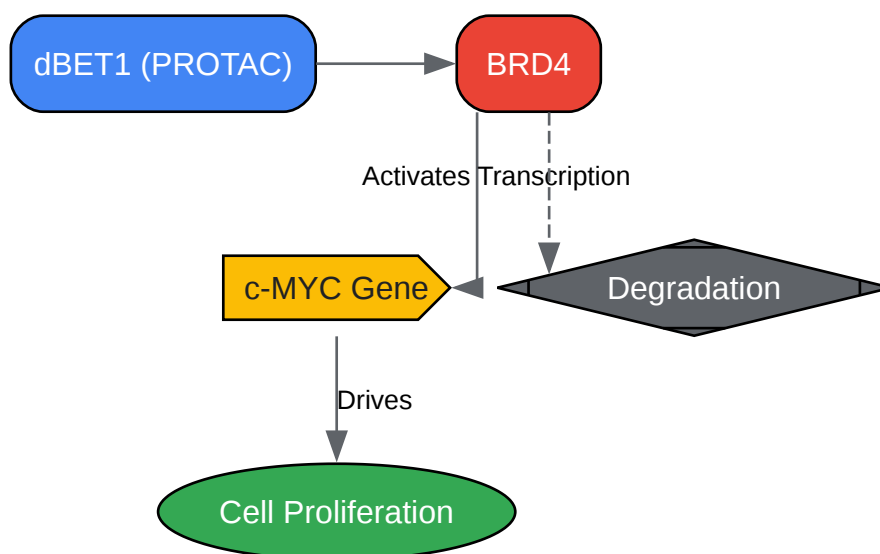 dBET1 (PROTAC)
BRD4
Activates Transcription
c-MYC Gene
Degradation
Drives
Cell Proliferation